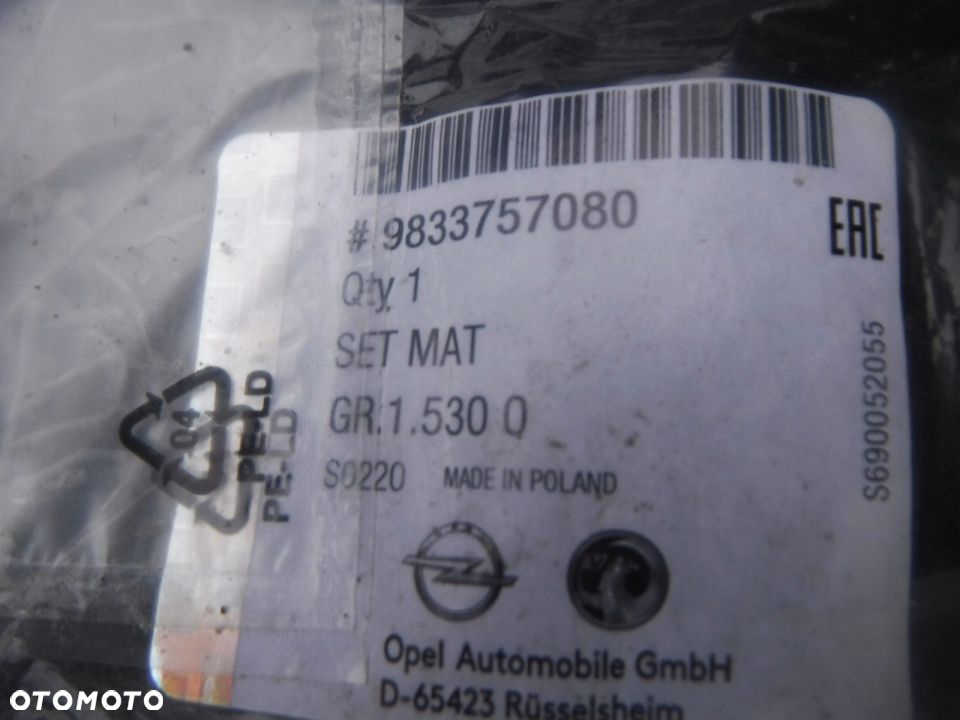 # 9833757080
EAC
Qty 1
SET MAT
GR.1.530 0
S0220 MADE IN POLAND
S690052055
04
PE-LD
PE-LD
Opel Automobile GmbH
D-65423 Rüsselsheim
OTOMOTO